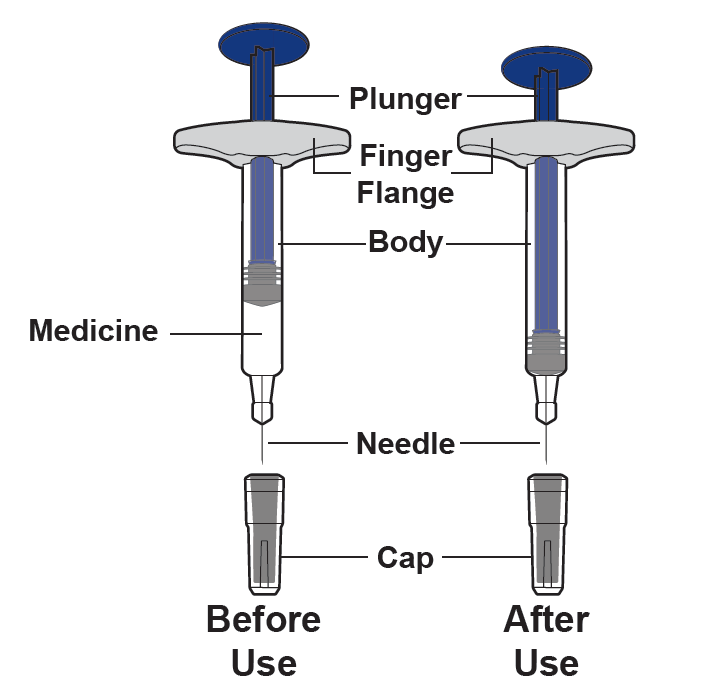 Plunger
Finger
Flange
Body
Medicine
Needle
Cap
Before
Use
After
Use